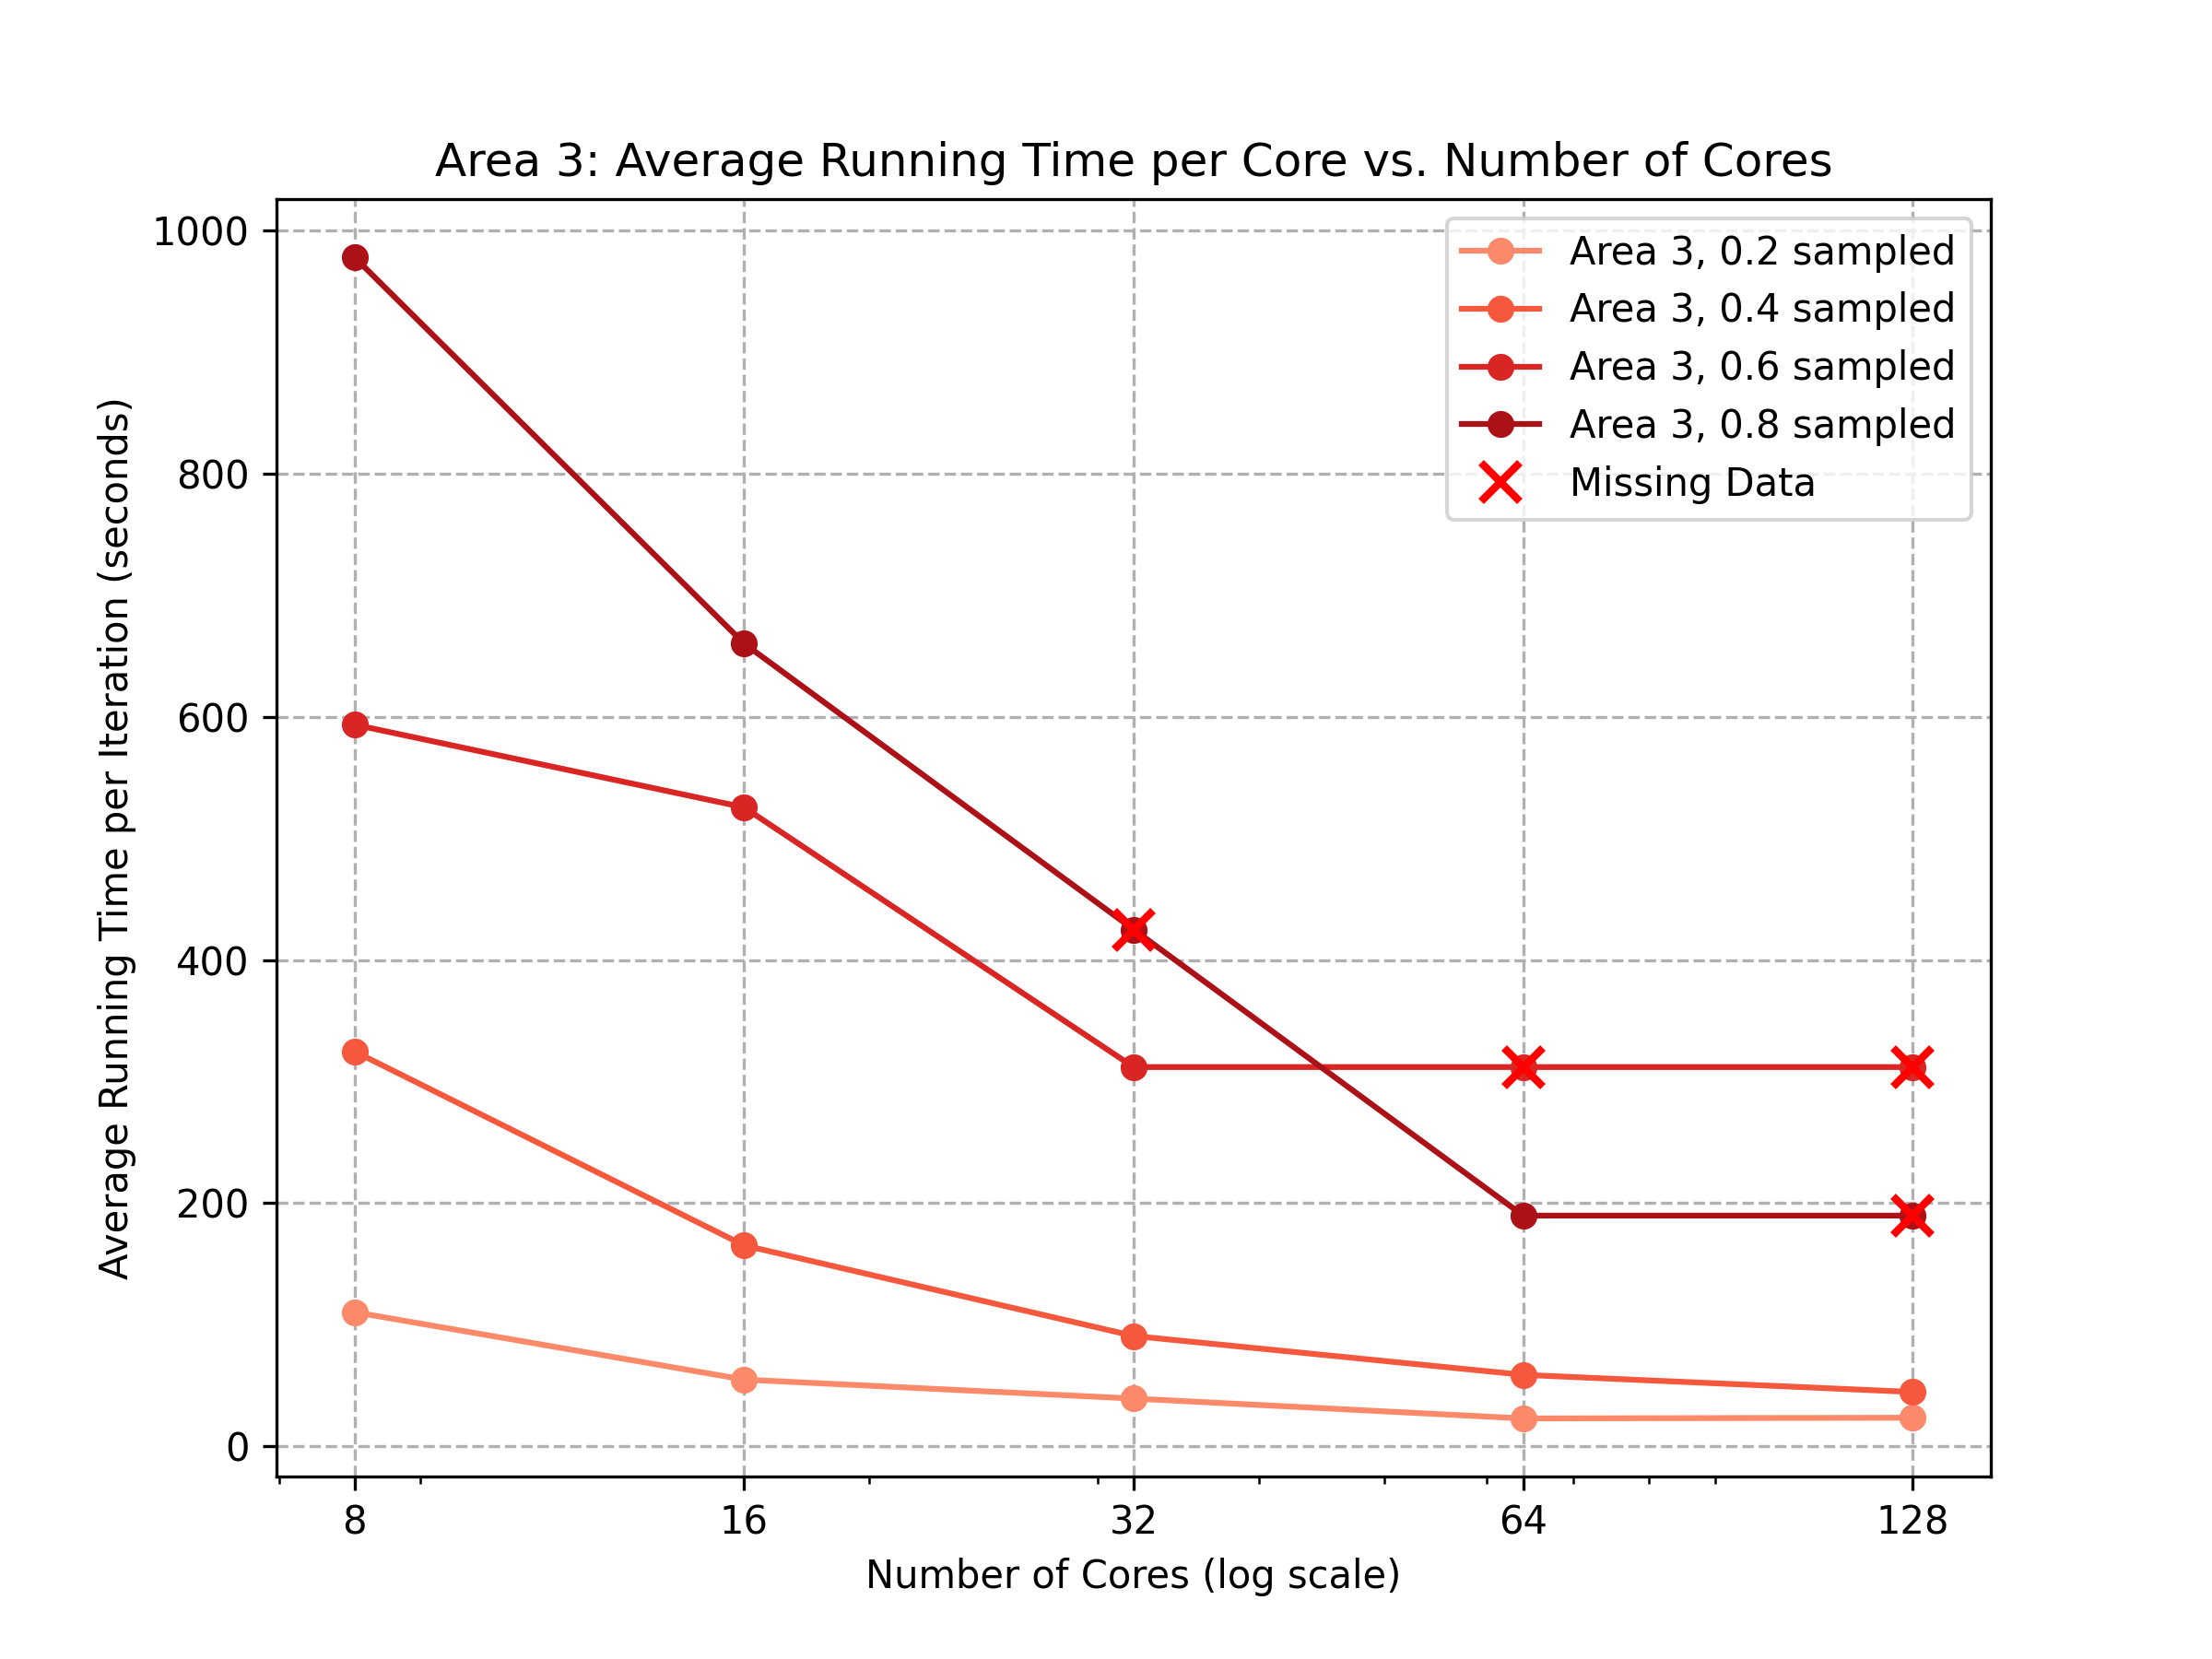 Area 3: Average Running Time per Core vs. Number of Cores
Average Running Time per Iteration (seconds)
1000
800
600
400
200
0
Area 3, 0.2 sampled
Area 3, 0.4 sampled
Area 3, 0.6 sampled
Area 3, 0.8 sampled
Missing Data
8 16 32 64 128
Number of Cores (log scale)